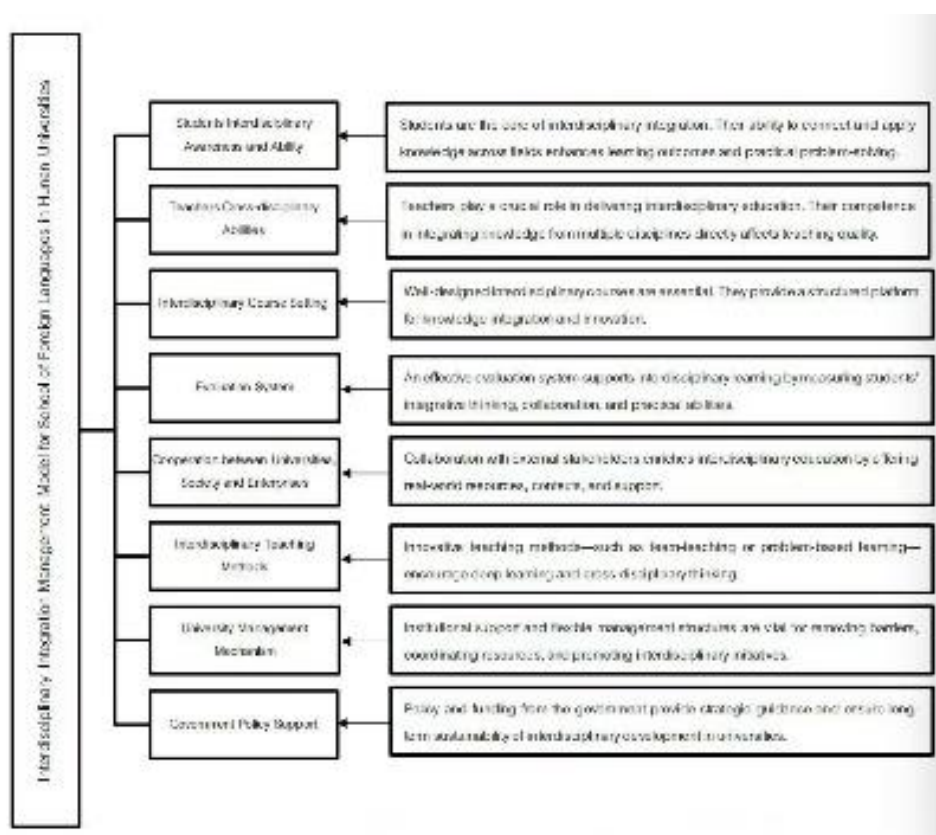 Interdisciplinary Integration Management Model for School of Foreign Languages in Hunan Universities
Students Interdisciplinary
Awareness and Ability
Students are the core of interdisciplinary integration. Their ability to connect and apply
knowledge across fields enhances learning outcomes and practical problem-solving.
Teachers Cross-disciplinary
Abilities
Teachers play a crucial role in delivering interdisciplinary education. Their competence
in integrating knowledge from multiple disciplines directly affects teaching quality.
Interdisciplinary Course Setting
Well-designed interdisciplinary courses are essential. They provide a structured platform
for knowledge integration and innovation.
Evaluation System
An effective evaluation system supports interdisciplinary learning by measuring students'
integrative thinking, collaboration, and practical abilities.
Cooperation between Universities,
Society and Enterprises
Collaboration with external stakeholders enriches interdisciplinary education by offering
real-world resources, contexts, and support.
Interdisciplinary Teaching
Methods
Innovative teaching methods—such as team-teaching or problem-based learning—
encourage deep learning and cross-disciplinary thinking.
University Management
Mechanism
Institutional support and flexible management structures are vital for removing barriers,
coordinating resources, and promoting interdisciplinary initiatives.
Government Policy Support
Policy and funding from the government provide strategic guidance and ensure long-
term sustainability of interdisciplinary development in universities.